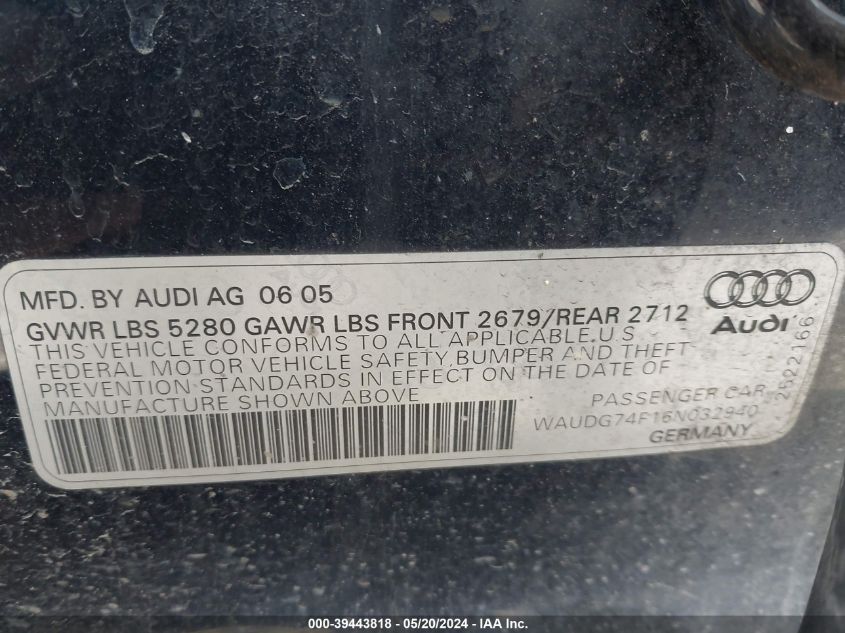 MFD. BY AUDI AG 06 05
GVWR LBS 5280 GAWR LBS FRONT 2679/REAR 2712
THIS VEHICLE CONFORMS TO ALL APPLICABLE U S
FEDERAL MOTOR VEHICLE SAFETY, BUMPER AND THEFT
PREVENTION STANDARDS IN EFFECT ON THE DATE OF
MANUFACTURE SHOWN ABOVE
Audi
PASSENGER CAR
WAUDG74F16N032940
GERMANY
2522166
000-39443818 - 05/20/2024 - IAA Inc.